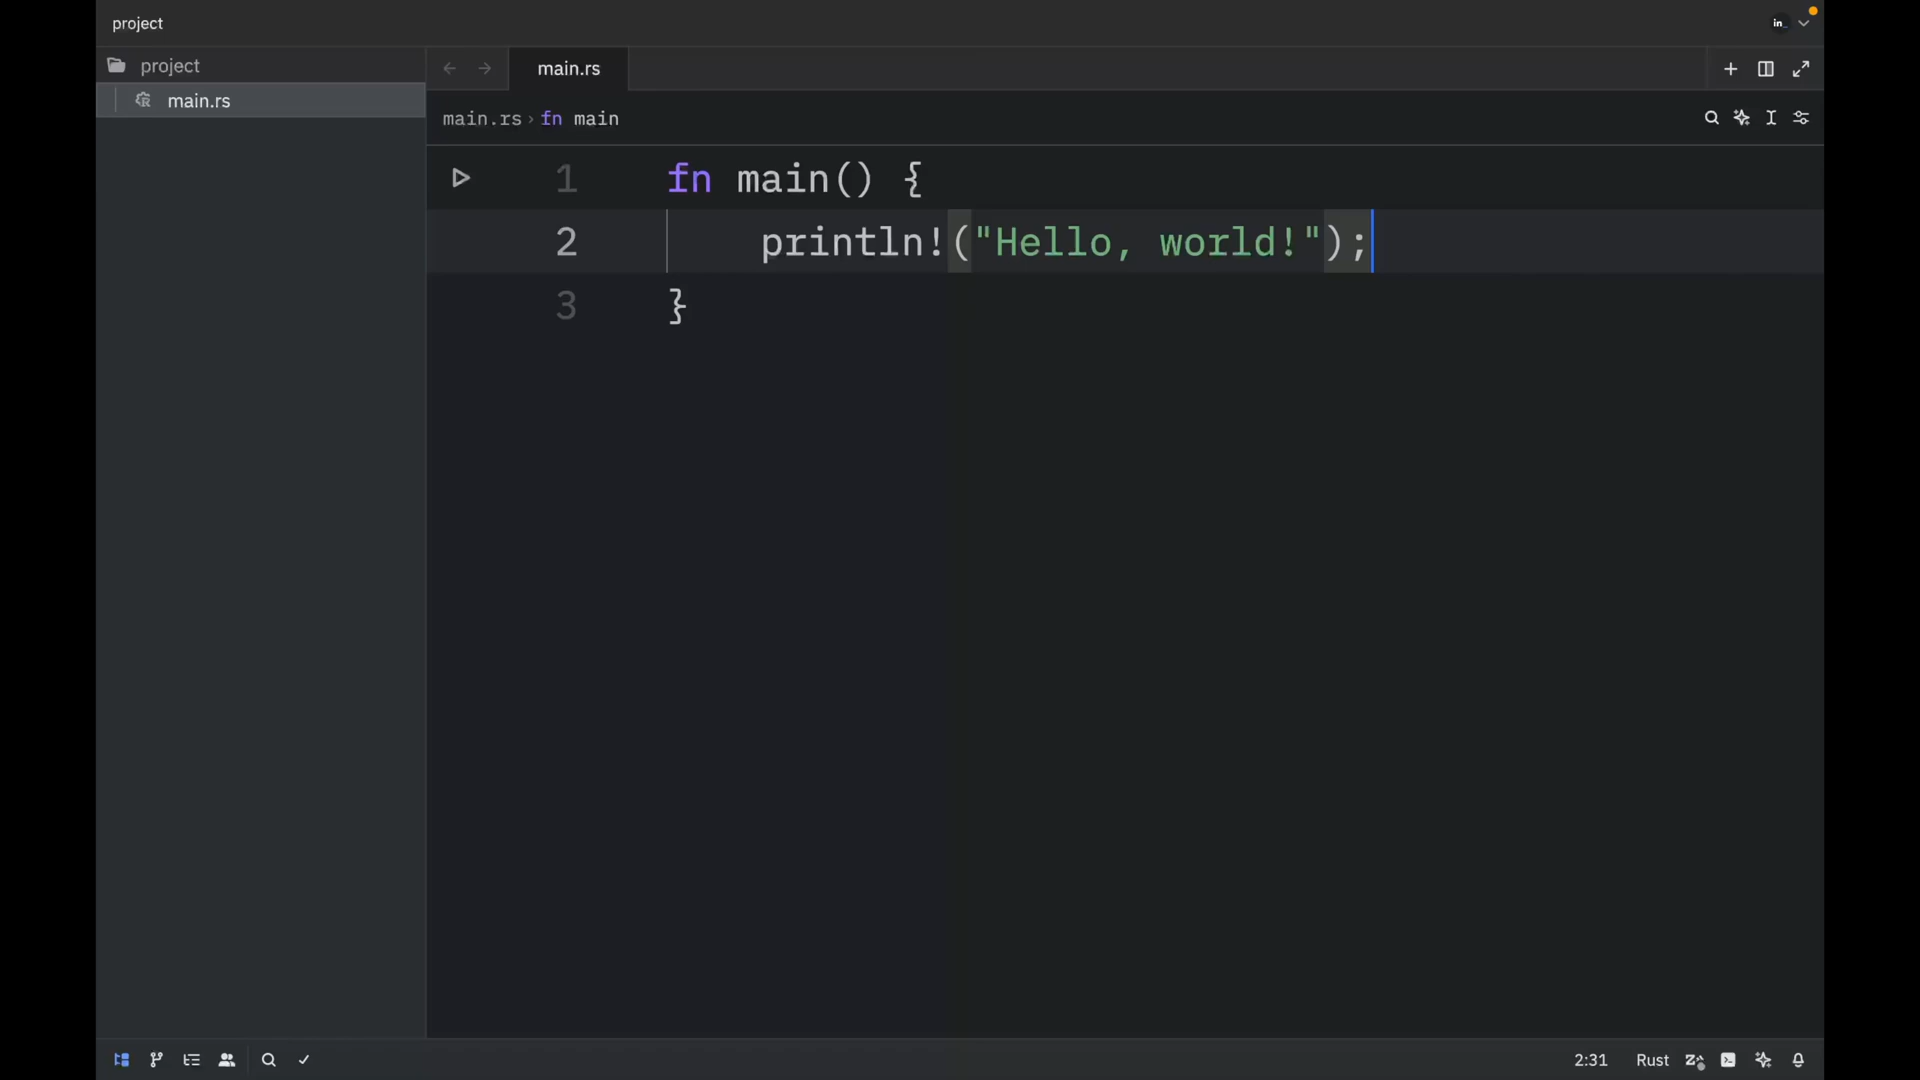 project
in_
project
main.rs
main.rs
main.rs › fn main
1 fn main() {
2     println!("Hello, world!");
3 }
2:31 Rust